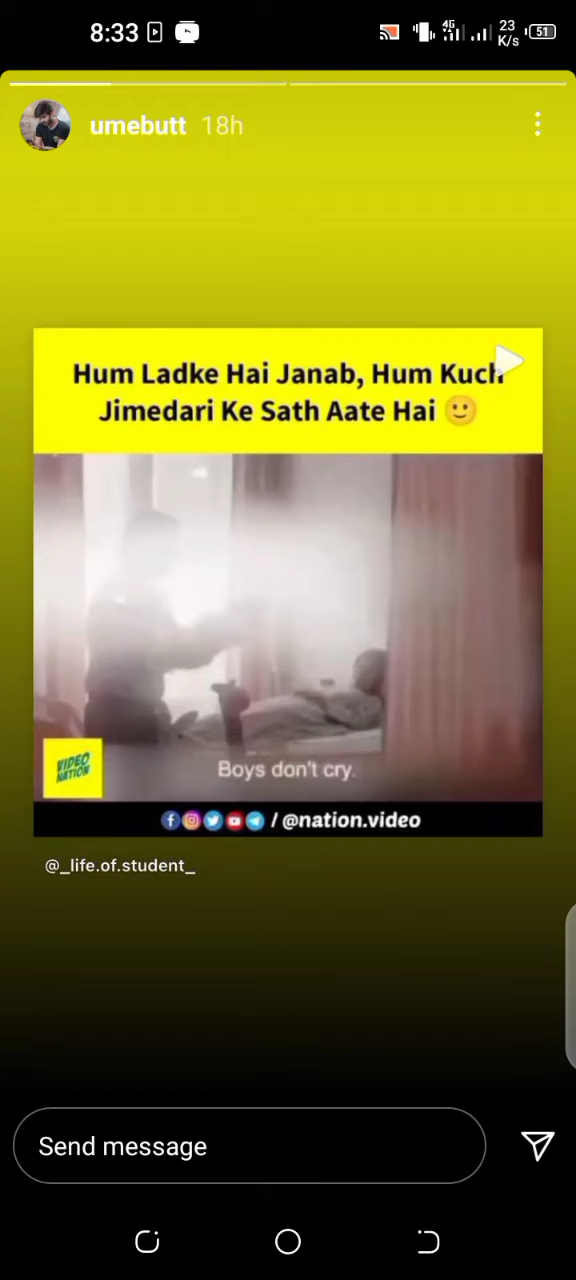 8:33
4G
23
K/s
51
umebutt 18h
Hum Ladke Hai Janab, Hum Kuch
Jimedari Ke Sath Aate Hai 🙂
VIDEO
NATION
Boys don't cry.
/ @nation.video
@_life.of.student_
Send message